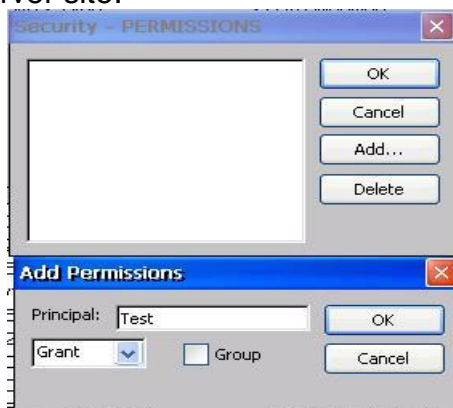 Security - PERMISSIONS
OK
Cancel
Add...
Delete
Add Permissions
Principal: Test
OK
Grant
Group
Cancel